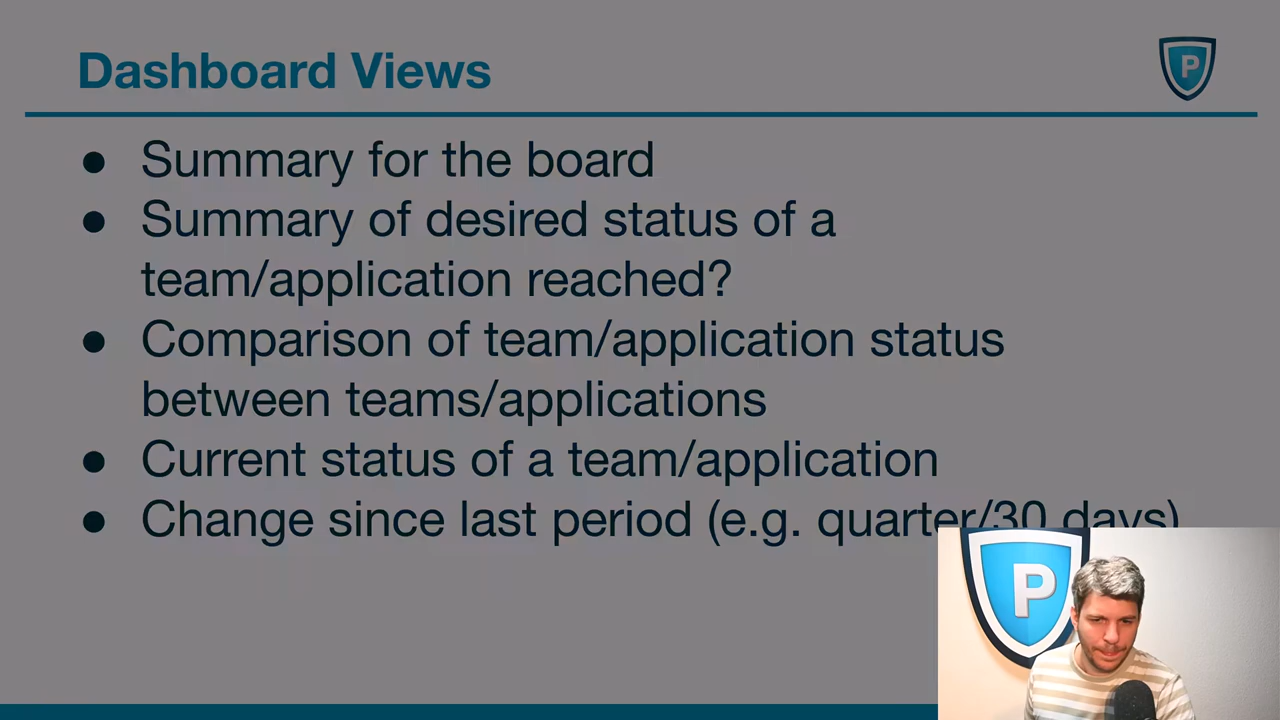 Dashboard Views
P
● Summary for the board
● Summary of desired status of a
team/application reached?
● Comparison of team/application status
between teams/applications
● Current status of a team/application
● Change since last period (e.g. quarter/30 days)
P